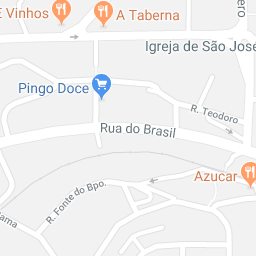 E Vinhos
A Taberna
Igreja de São José
Pingo Doce
R. Teodoro
Rua do Brasil
Azucar
R. Fonte do Bpo.